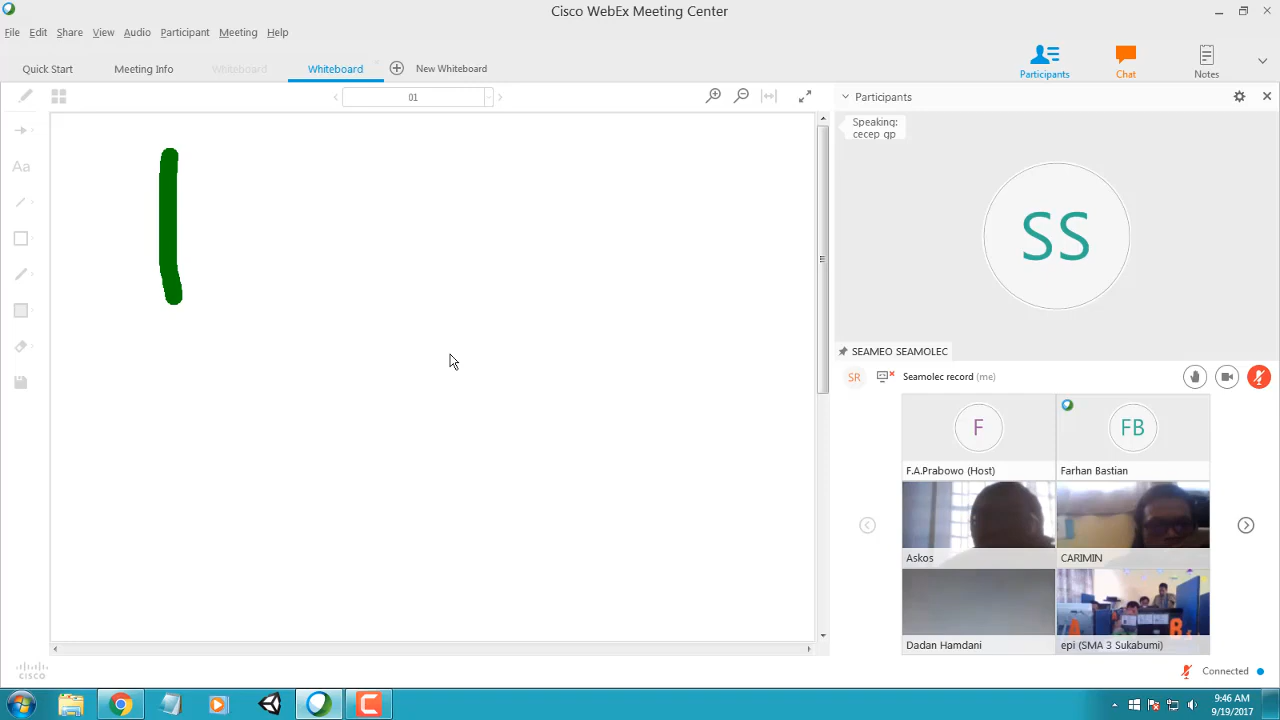 Cisco WebEx Meeting Center
File Edit Share View Audio Participant Meeting Help
Quick Start Meeting Info Whiteboard Whiteboard New Whiteboard
Participants Chat Notes
01
Aa
Participants
Speaking:
cecep gp
SS
SEAMEO SEAMOLEC
SR Seamolec record (me)
F FB
F.A.Prabowo (Host) Farhan Bastian
Askos CARIMIN
Dadan Hamdani epi (SMA 3 Sukabumi)
cisco Connected
9:46 AM
9/19/2017